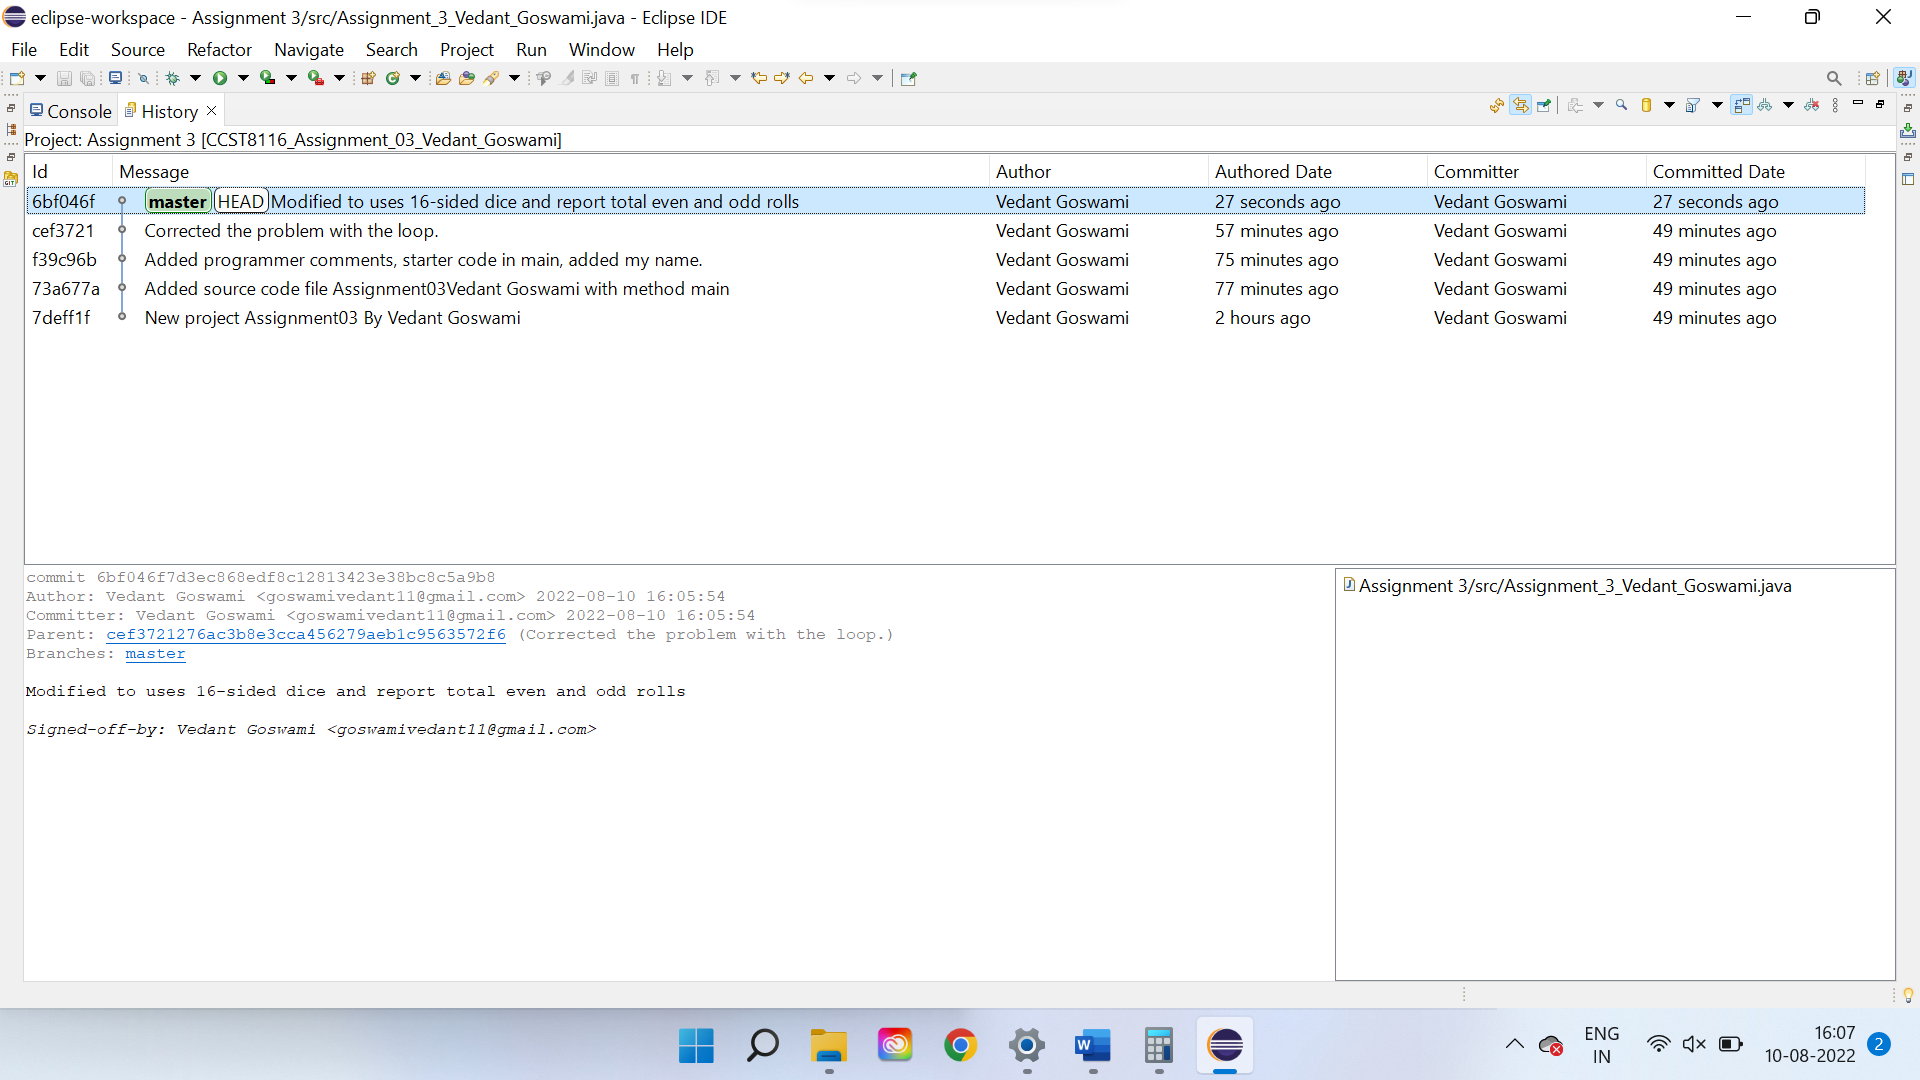 eclipse-workspace - Assignment 3/src/Assignment_3_Vedant_Goswami.java - Eclipse IDE
File Edit Source Refactor Navigate Search Project Run Window Help
Console History
Project: Assignment 3 [CCST8116_Assignment_03_Vedant_Goswami]
Id Message Author Authored Date Committer Committed Date
6bf046f master HEAD Modified to uses 16-sided dice and report total even and odd rolls Vedant Goswami 27 seconds ago Vedant Goswami 27 seconds ago
cef3721 Corrected the problem with the loop. Vedant Goswami 57 minutes ago Vedant Goswami 49 minutes ago
f39c96b Added programmer comments, starter code in main, added my name. Vedant Goswami 75 minutes ago Vedant Goswami 49 minutes ago
73a677a Added source code file Assignment03Vedant Goswami with method main Vedant Goswami 77 minutes ago Vedant Goswami 49 minutes ago
7deff1f New project Assignment03 By Vedant Goswami Vedant Goswami 2 hours ago Vedant Goswami 49 minutes ago
commit 6bf046f7d3ec868edf8c12813423e38bc8c5a9b8
Author: Vedant Goswami <goswamivedant11@gmail.com> 2022-08-10 16:05:54
Committer: Vedant Goswami <goswamivedant11@gmail.com> 2022-08-10 16:05:54
Parent: cef3721276ac3b8e3cca456279aeb1c9563572f6 (Corrected the problem with the loop.)
Branches: master
Modified to uses 16-sided dice and report total even and odd rolls
Signed-off-by: Vedant Goswami <goswamivedant11@gmail.com>
Assignment 3/src/Assignment_3_Vedant_Goswami.java
ENG
IN
16:07
10-08-2022
2